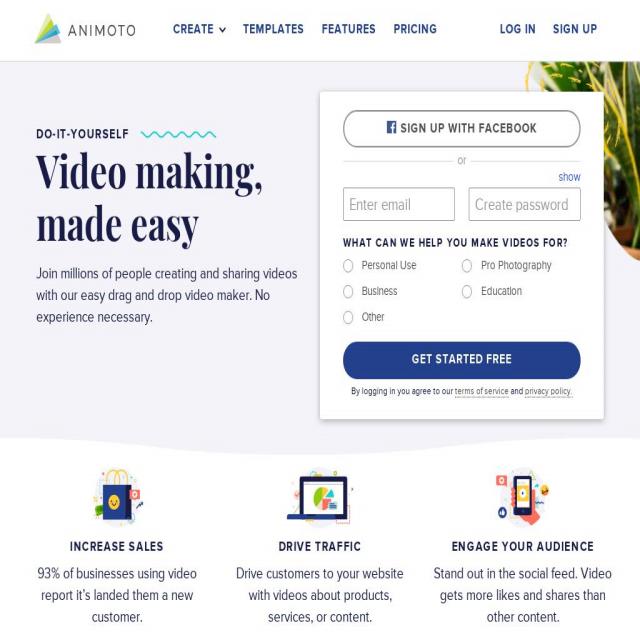 ANIMOTO
CREATE TEMPLATES FEATURES PRICING LOG IN SIGN UP
DO-IT-YOURSELF
Video making,
made easy
Join millions of people creating and sharing videos
with our easy drag and drop video maker. No
experience necessary.
SIGN UP WITH FACEBOOK
or
show
Enter email Create password
WHAT CAN WE HELP YOU MAKE VIDEOS FOR?
Personal Use Pro Photography
Business Education
Other
GET STARTED FREE
By logging in you agree to our terms of service and privacy policy.
INCREASE SALES
93% of businesses using video
report it's landed them a new
customer.
DRIVE TRAFFIC
Drive customers to your website
with videos about products,
services, or content.
ENGAGE YOUR AUDIENCE
Stand out in the social feed. Video
gets more likes and shares than
other content.